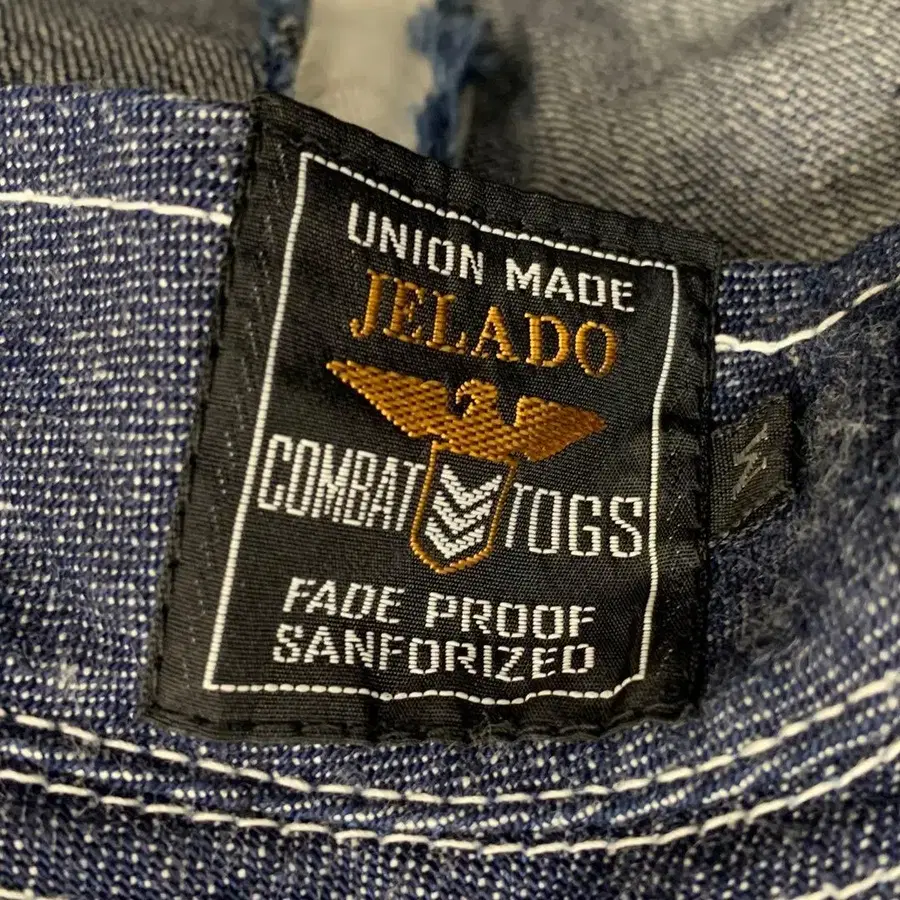 UNION MADE
JELADO
COMBAT TOGS
FADE PROOF
SANFORIZED
M